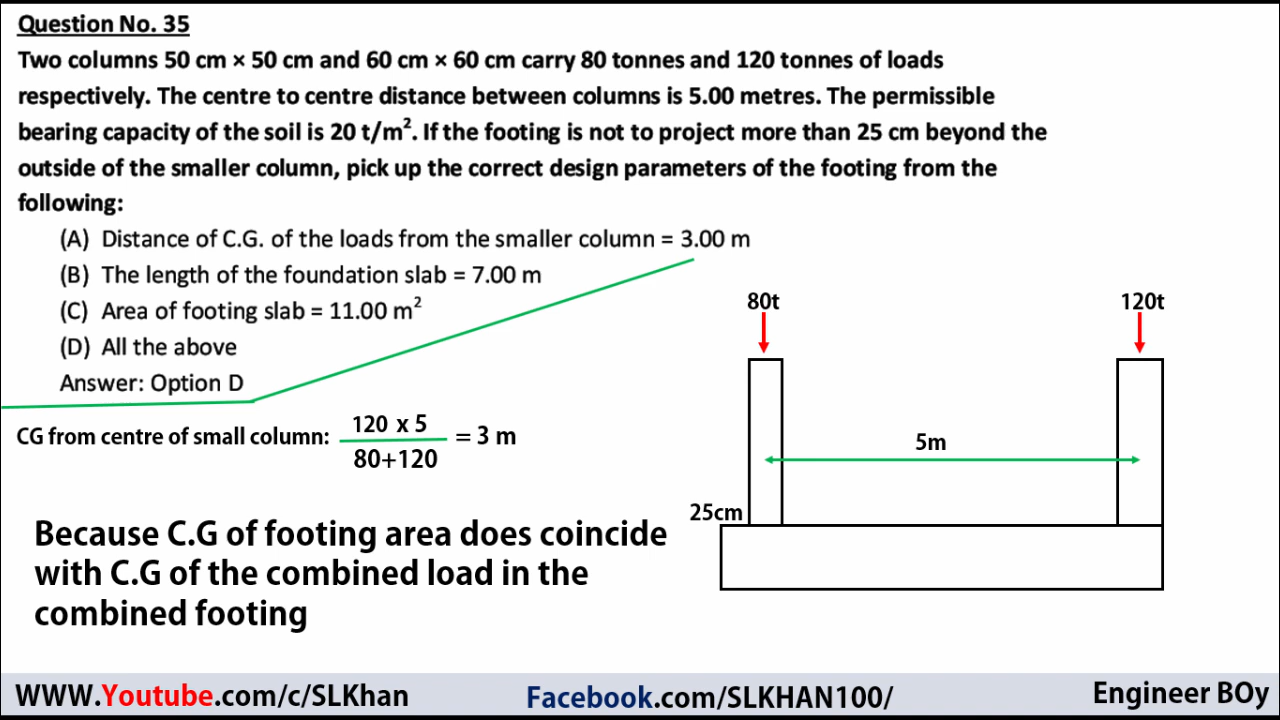 Question No. 35
Two columns 50 cm × 50 cm and 60 cm × 60 cm carry 80 tonnes and 120 tonnes of loads
respectively. The centre to centre distance between columns is 5.00 metres. The permissible
bearing capacity of the soil is 20 t/m². If the footing is not to project more than 25 cm beyond the
outside of the smaller column, pick up the correct design parameters of the footing from the
following:
(A) Distance of C.G. of the loads from the smaller column = 3.00 m
(B) The length of the foundation slab = 7.00 m
(C) Area of footing slab = 11.00 m²
(D) All the above
Answer: Option D
CG from centre of small column: 120 x 5
80+120
= 3 m
80t
120t
5m
25cm
Because C.G of footing area does coincide
with C.G of the combined load in the
combined footing
WWW.Youtube.com/c/SLKhan
Facebook.com/SLKHAN100/
Engineer BOy